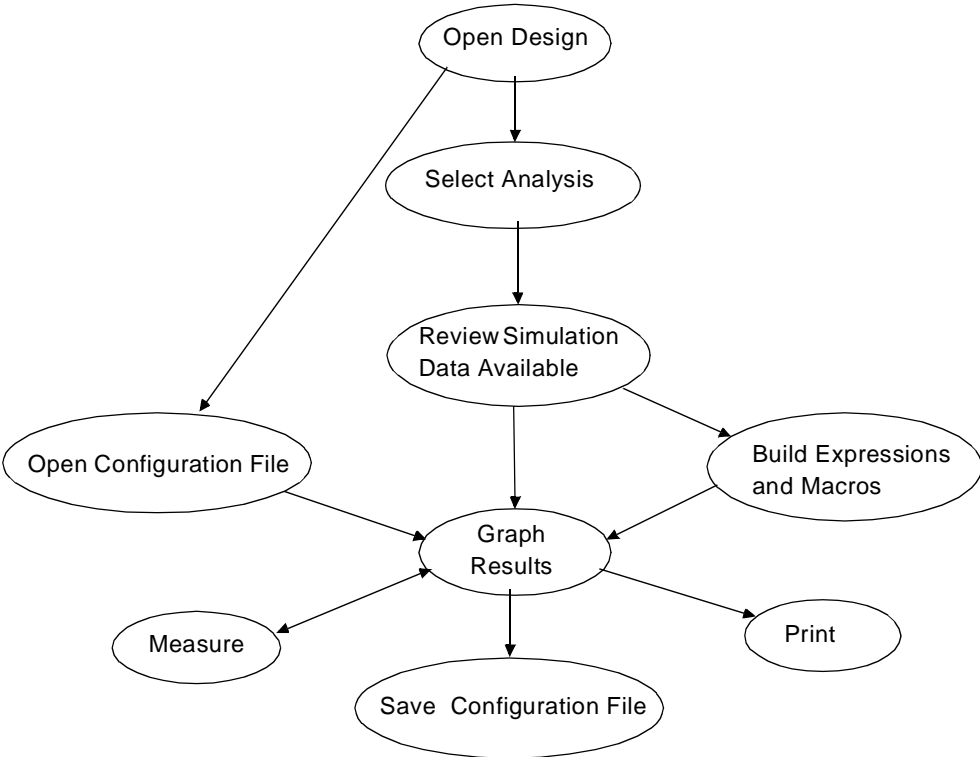 Open Design
Select Analysis
Review Simulation
Data Available
Open Configuration File
Build Expressions
and Macros
Graph
Results
Measure
Print
Save Configuration File